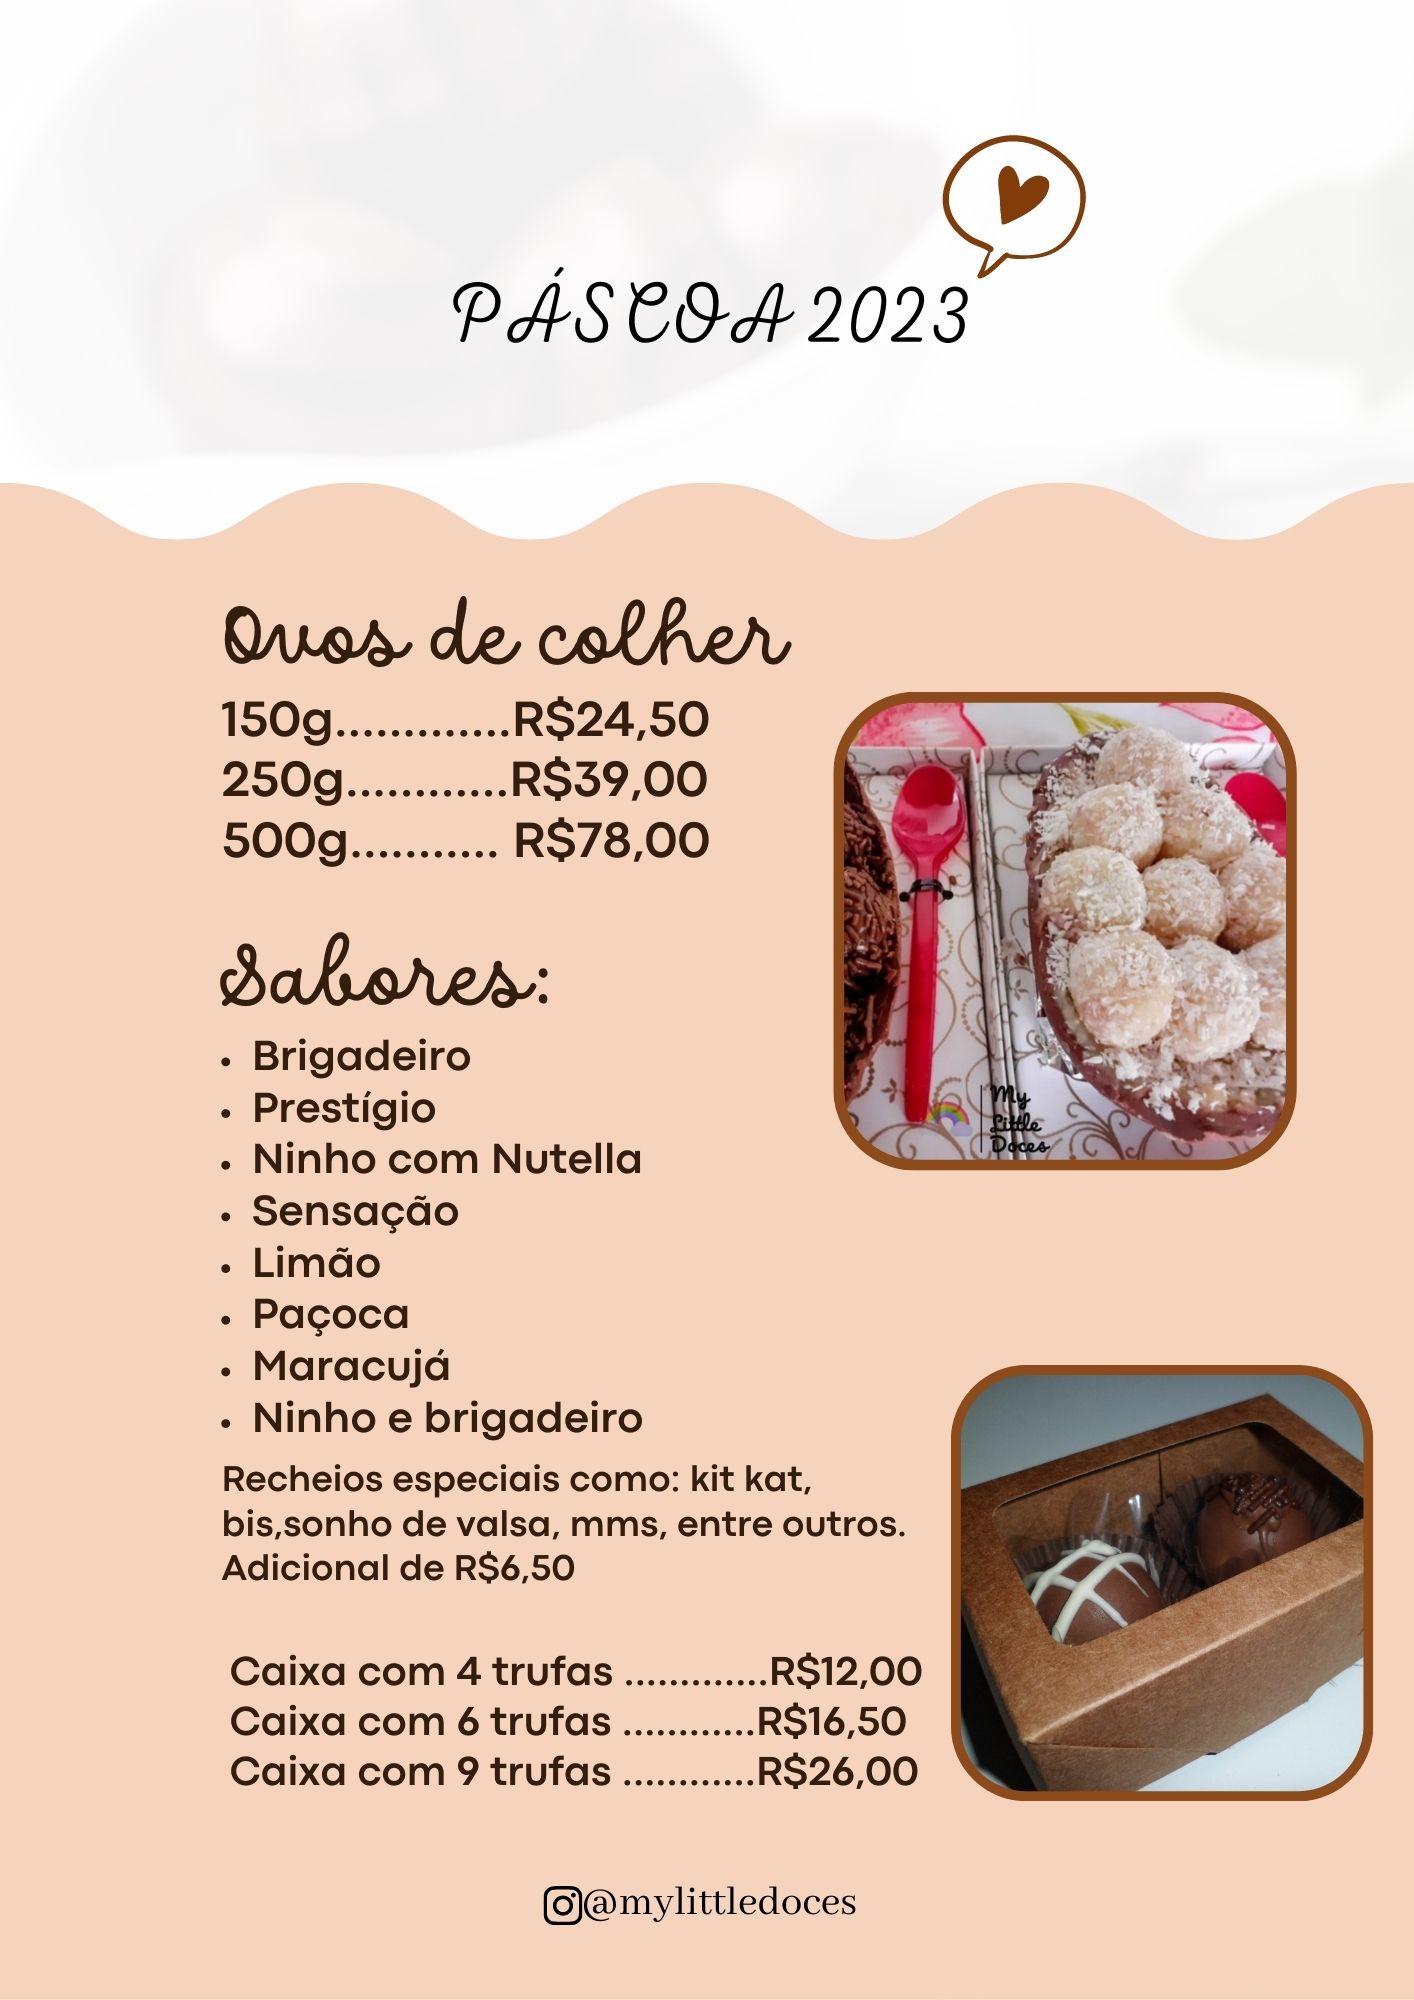 PÁSCOA 2023
Ovos de colher
150g.............R$24,50
250g............R$39,00
500g........... R$78,00
Sabores:
• Brigadeiro
• Prestígio
• Ninho com Nutella
• Sensação
• Limão
• Paçoca
• Maracujá
• Ninho e brigadeiro
Recheios especiais como: kit kat,
bis,sonho de valsa, mms, entre outros.
Adicional de R$6,50
Caixa com 4 trufas .............R$12,00
Caixa com 6 trufas ............R$16,50
Caixa com 9 trufas ............R$26,00
My
Little
Doces
@mylittledoces